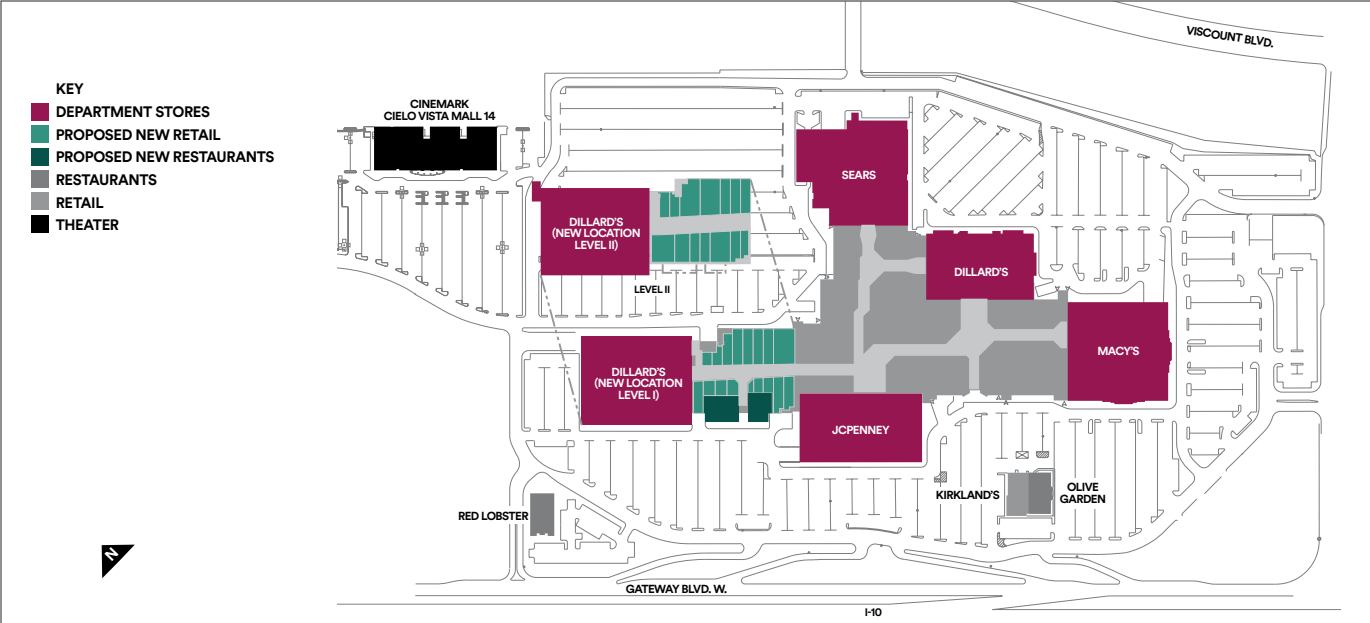 VISCOUNT BLVD.
KEY
DEPARTMENT STORES
PROPOSED NEW RETAIL
PROPOSED NEW RESTAURANTS
RESTAURANTS
RETAIL
THEATER
CINEMARK
CIELO VISTA MALL 14
SEARS
DILLARD'S
(NEW LOCATION
LEVEL II)
DILLARD'S
LEVEL II
MACY'S
DILLARD'S
(NEW LOCATION
LEVEL I)
JCPENNEY
KIRKLAND'S
OLIVE
GARDEN
RED LOBSTER
N
GATEWAY BLVD. W.
I-10